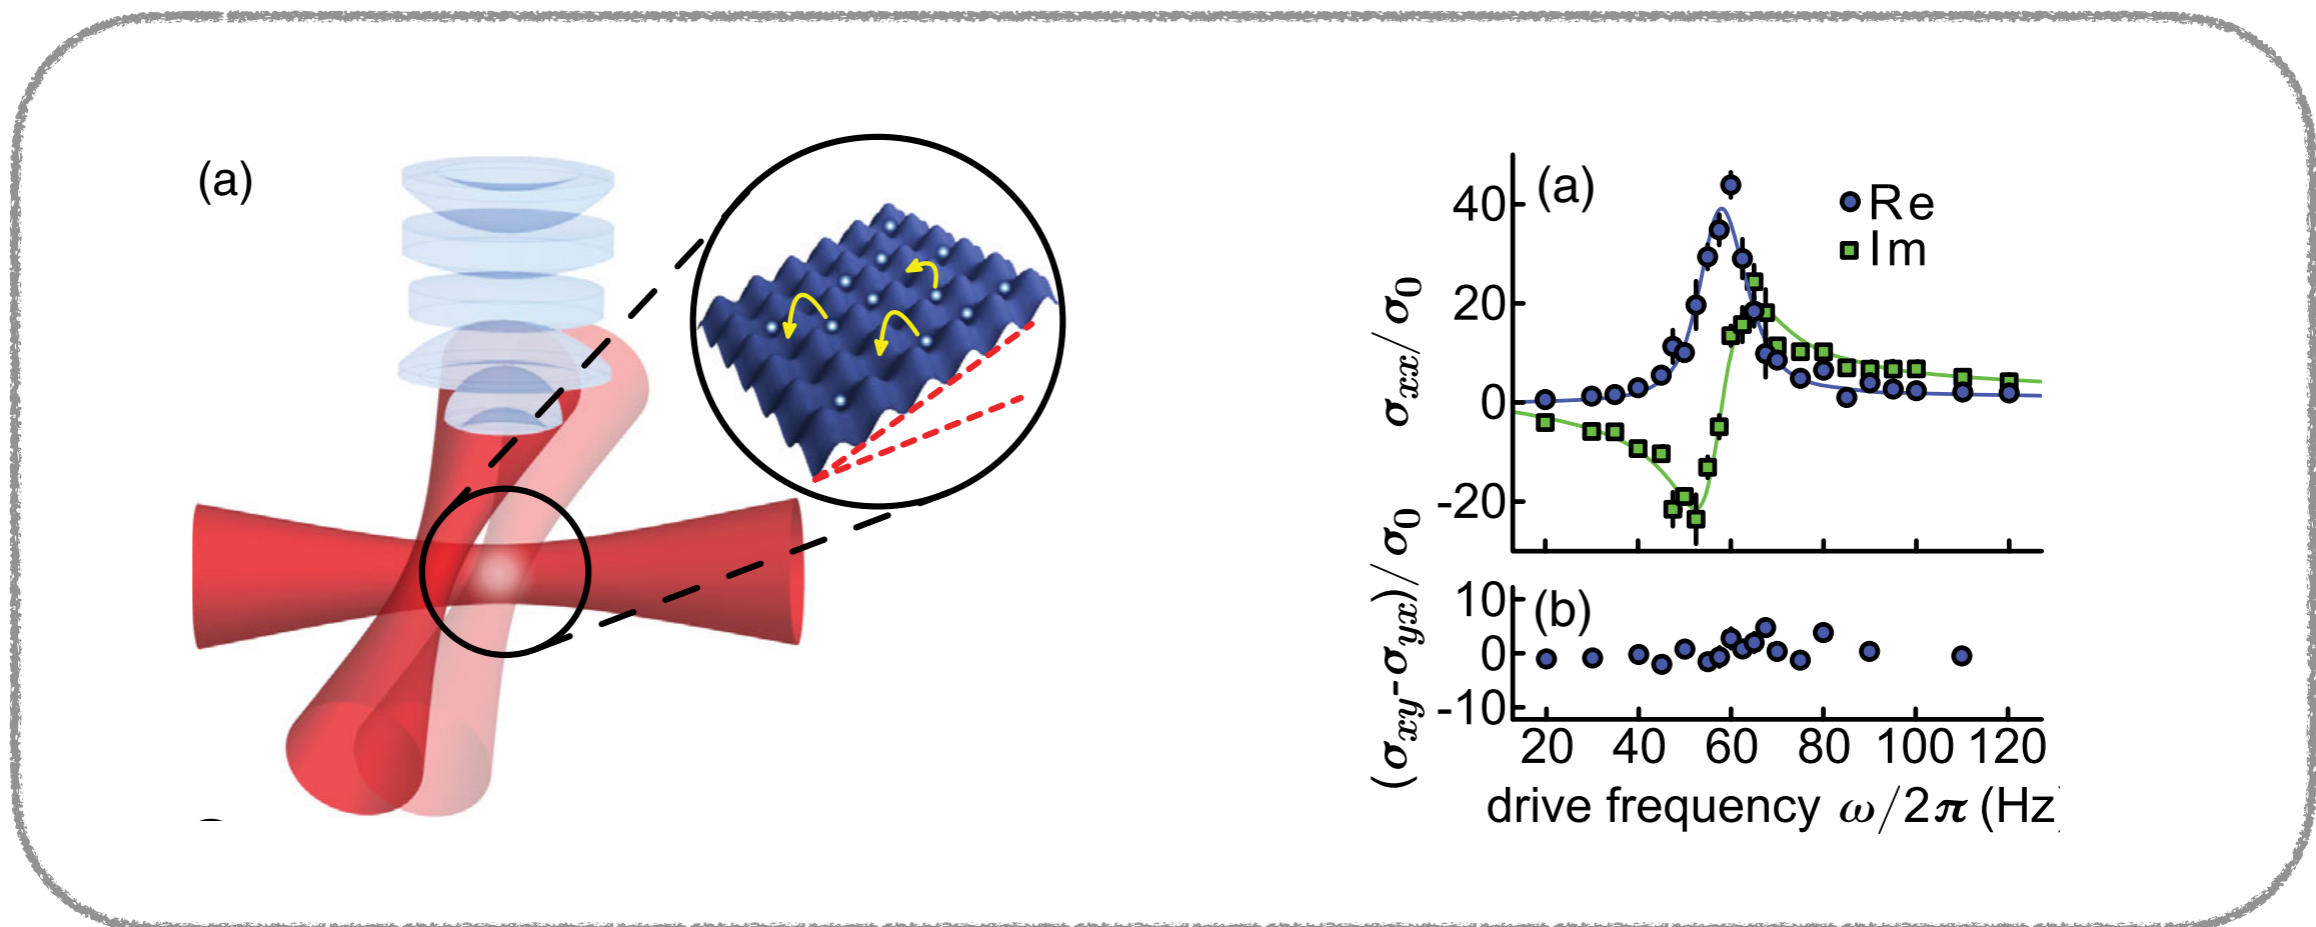 (a)
(a)
Re
Im
σxx/σ0
40
20
0
-20
(b)
(σxy-σyx)/σ0
10
0
-10
20 40 60 80 100 120
drive frequency ω/2π (Hz)